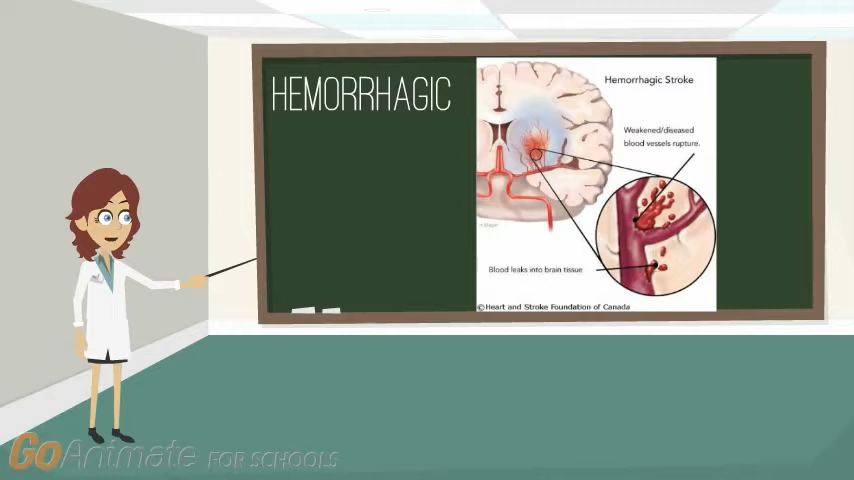 HEMORRHAGIC
Hemorrhagic Stroke
Weakened/diseased
blood vessels rupture.
Blood leaks into brain tissue
©Heart and Stroke Foundation of Canada
GoAnimate FOR SCHOOLS